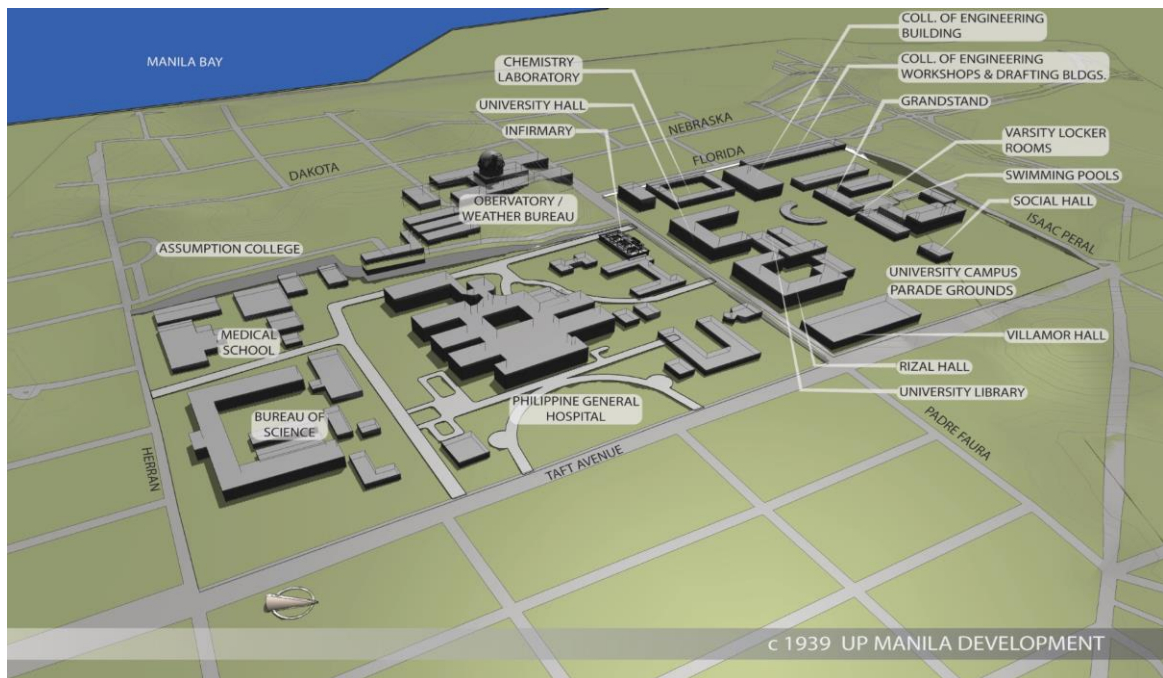 MANILA BAY
COLL. OF ENGINEERING
BUILDING
CHEMISTRY
LABORATORY
COLL. OF ENGINEERING
WORKSHOPS & DRAFTING BLDGS.
UNIVERSITY HALL
GRANDSTAND
NEBRASKA
INFIRMARY
VARSITY LOCKER
ROOMS
FLORIDA
DAKOTA
SWIMMING POOLS
OBERVATORY /
WEATHER BUREAU
SOCIAL HALL
ISAAC PERAL
ASSUMPTION COLLEGE
UNIVERSITY CAMPUS
PARADE GROUNDS
MEDICAL
SCHOOL
VILLAMOR HALL
RIZAL HALL
UNIVERSITY LIBRARY
PHILIPPINE GENERAL
HOSPITAL
BUREAU OF
SCIENCE
PADRE FAURA
HERRAN
TAFT AVENUE
c 1939 UP MANILA DEVELOPMENT